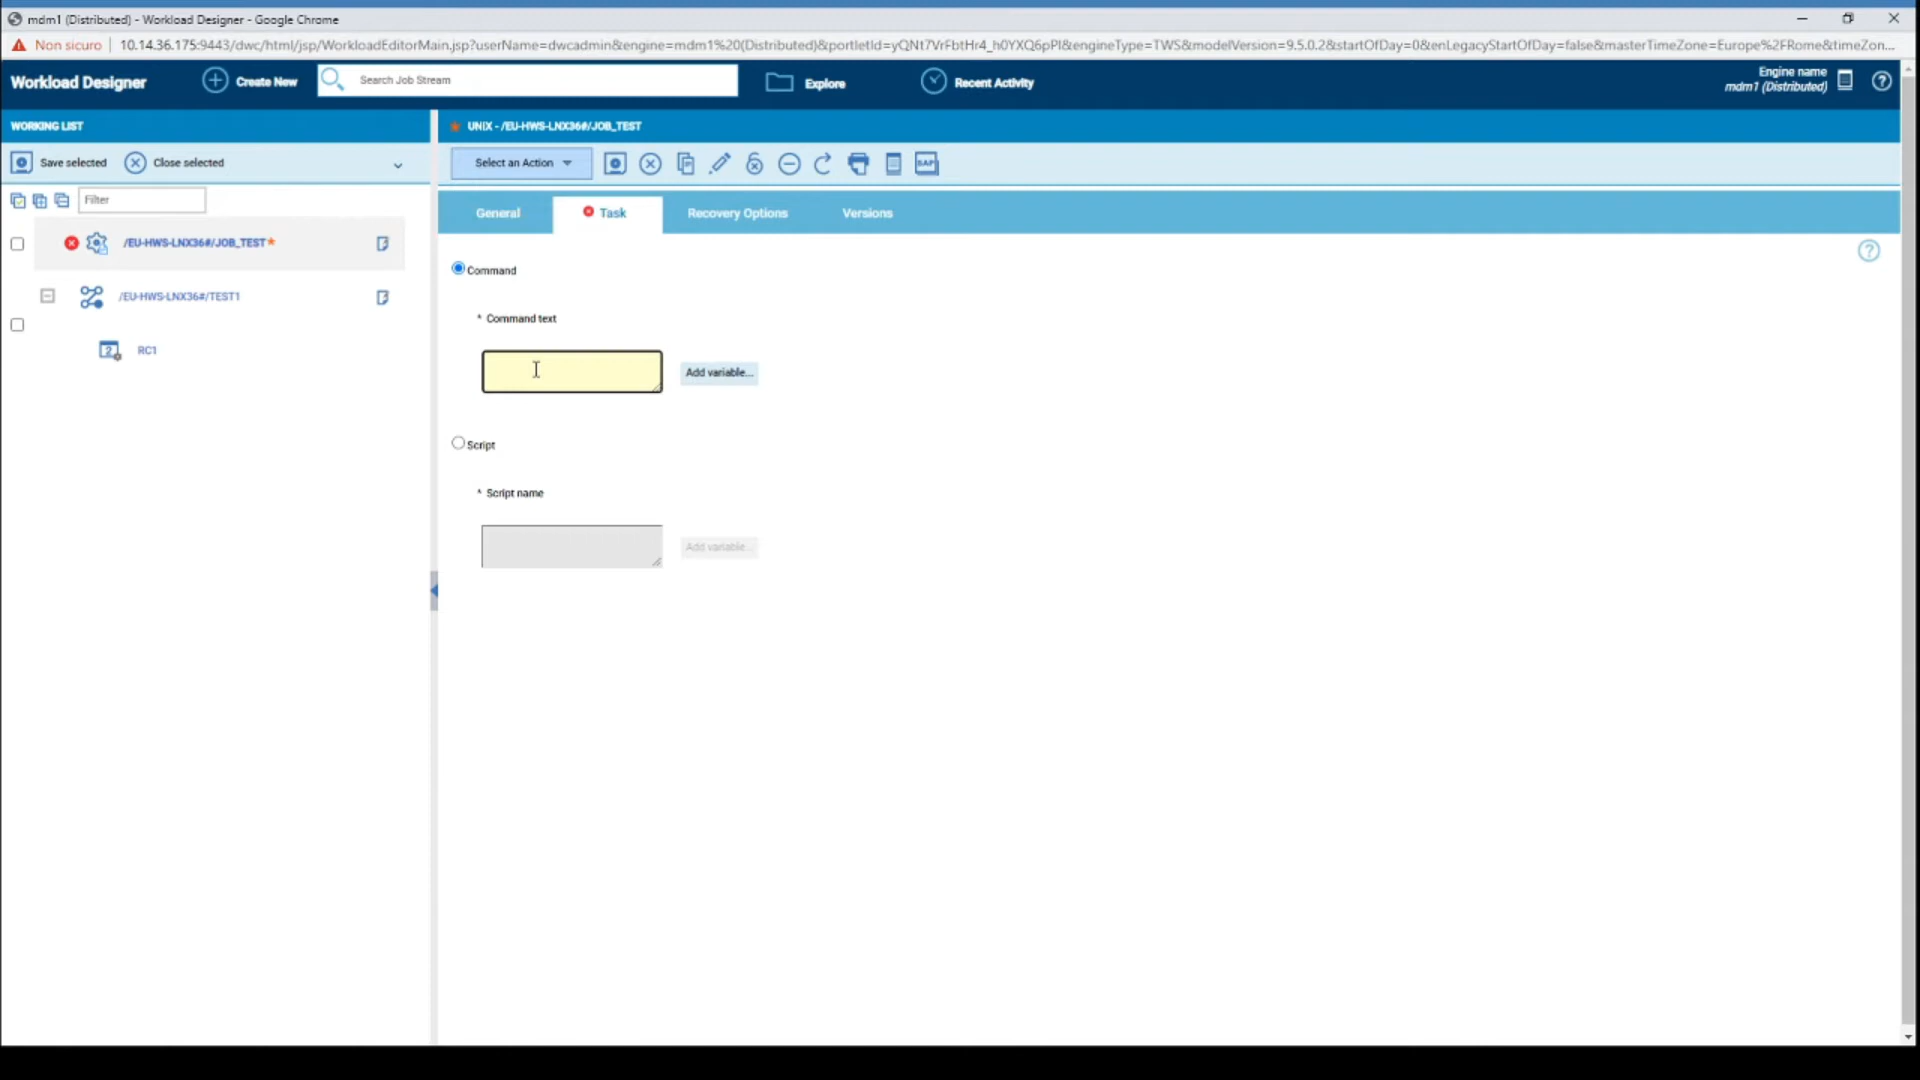 mdm1 (Distributed) - Workload Designer - Google Chrome
Non sicuro 10.14.36.175:9443/dwc/html/jsp/WorkloadEditorMain.jsp?userName=dwcadmin&engine=mdm1%20(Distributed)&portletId=yQNt7VrFbtHr4_h0YXQ6pPI&engineType=TWS&modelVersion=9.5.0.2&startOfDay=0&enLegacyStartOfDay=false&masterTimeZone=Europe%2FRome&timeZon...
Workload Designer
Create New
Search Job Stream
Explore
Recent Activity
Engine name
mdm1 (Distributed)
WORKING LIST
UNIX - /EU-HWS-LNX36#/JOB_TEST
Save selected
Close selected
Select an Action
SAP
Filter
General
Task
Recovery Options
Versions
/EU-HWS-LNX36#/JOB_TEST*
/EU-HWS-LNX36#/TEST1
2
RC1
Command
* Command text
Add variable...
Script
* Script name
Add variable...